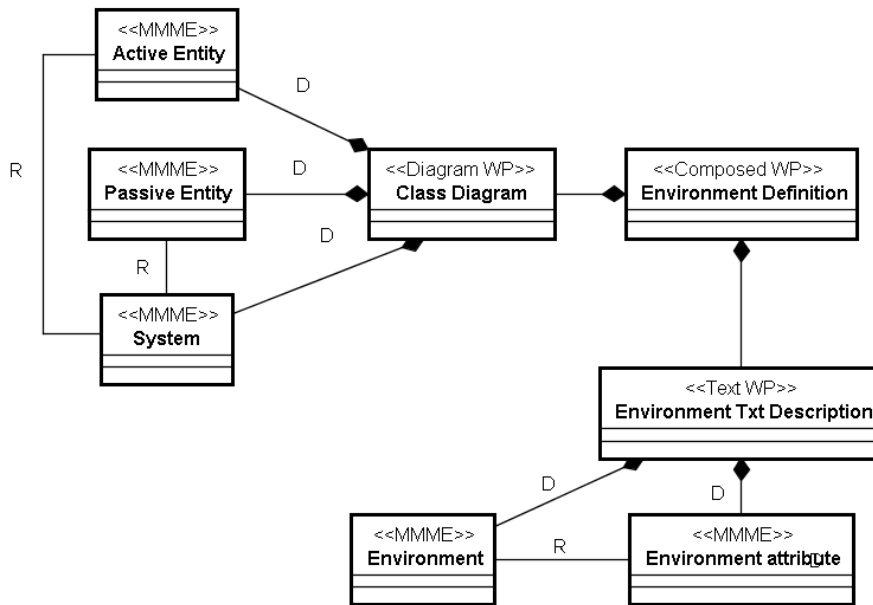 <<MMME>>
Active Entity
D
R
<<MMME>>
Passive Entity
D
<<Diagram WP>>
Class Diagram
<<Composed WP>>
Environment Definition
D
R
<<MMME>>
System
<<Text WP>>
Environment Txt Description
D
D
<<MMME>>
Environment
R
<<MMME>>
Environment attribute
D